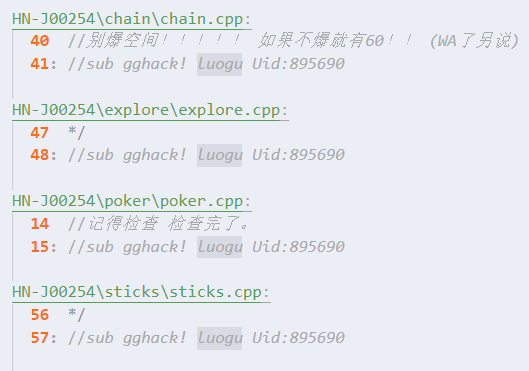 HN-J00254\chain\chain.cpp:
40 //别爆空间！！！！！ 如果不爆就有60！！ (WA了另说)
41: //sub gghack! luogu Uid:895690
HN-J00254\explore\explore.cpp:
47 */
48: //sub gghack! luogu Uid:895690
HN-J00254\poker\poker.cpp:
14 //记得检查 检查完了。
15: //sub gghack! luogu Uid:895690
HN-J00254\sticks\sticks.cpp:
56 */
57: //sub gghack! luogu Uid:895690